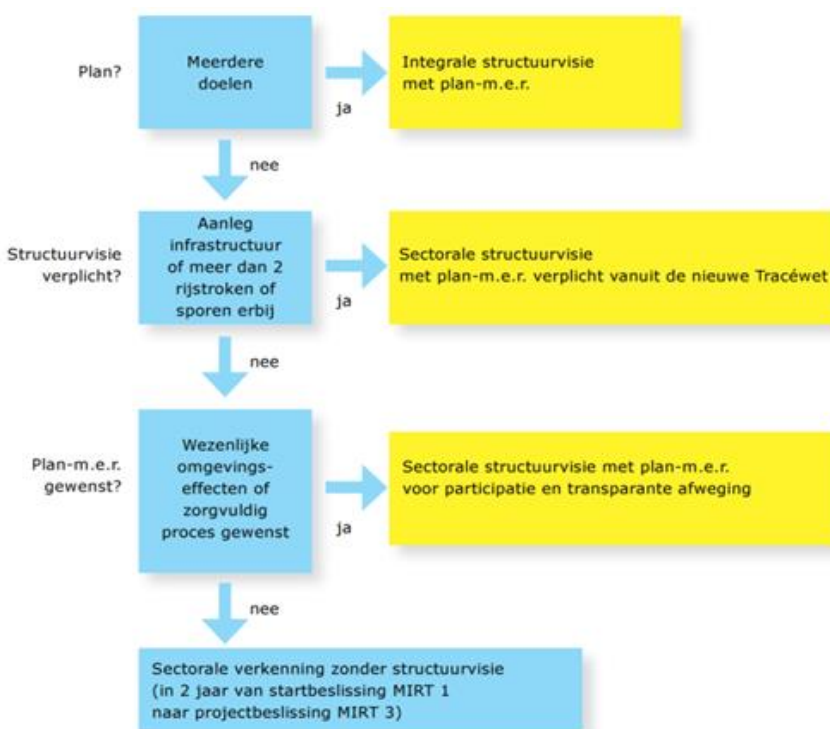 Plan?
Meerdere
doelen
ja
Integrale structuurvisie
met plan-m.e.r.
nee
Structuurvisie
verplicht?
Aanleg
infrastructuur
of meer dan 2
rijstroken of
sporen erbij
ja
Sectorale structuurvisie
met plan-m.e.r. verplicht vanuit de nieuwe Tracéwet
nee
Plan-m.e.r.
gewenst?
Wezenlijke
omgevings-
effecten of
zorgvuldig
proces gewenst
ja
Sectorale structuurvisie met plan-m.e.r.
voor participatie en transparante afweging
nee
Sectorale verkenning zonder structuurvisie
(in 2 jaar van startbeslissing MIRT 1
naar projectbeslissing MIRT 3)